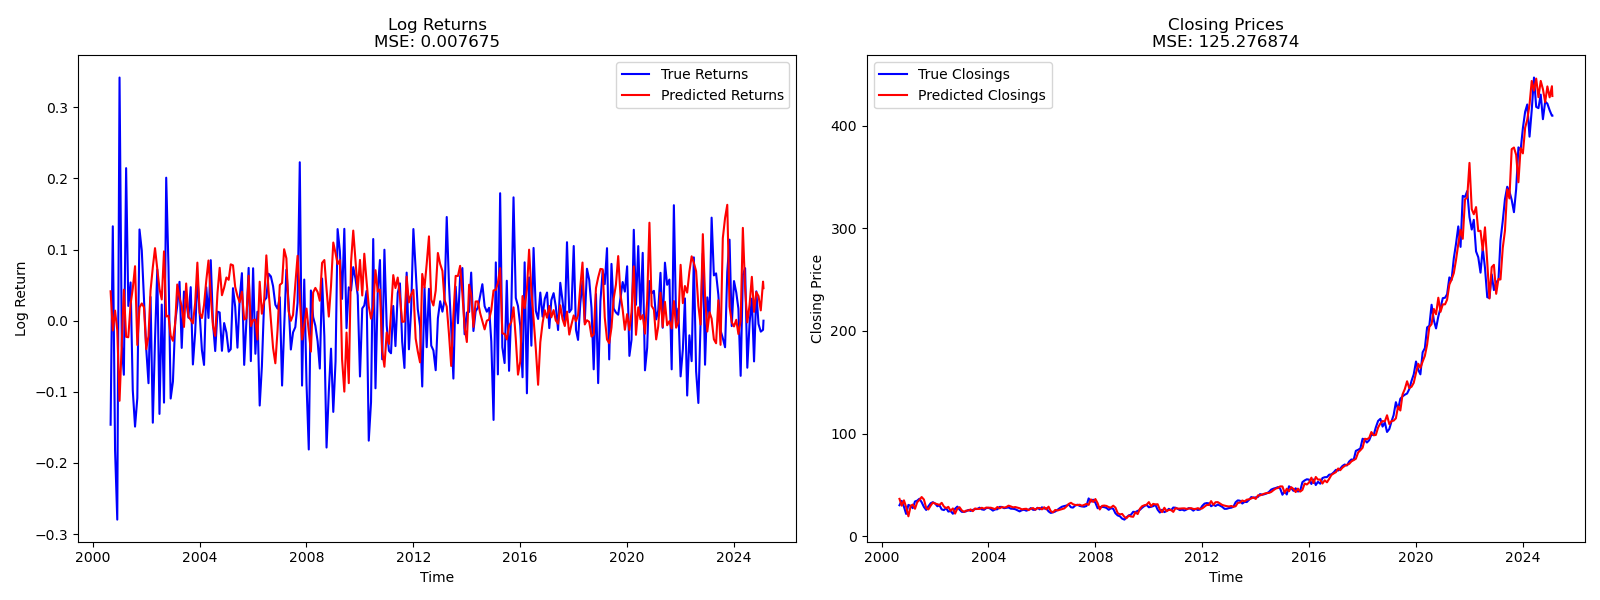 Log Returns
MSE: 0.007675
True Returns
Predicted Returns
0.3
0.2
0.1
0.0
−0.1
−0.2
−0.3
Log Return
2000
2004
2008
2012
2016
2020
2024
Time
Closing Prices
MSE: 125.276874
True Closings
Predicted Closings
400
300
200
100
0
Closing Price
2000
2004
2008
2012
2016
2020
2024
Time